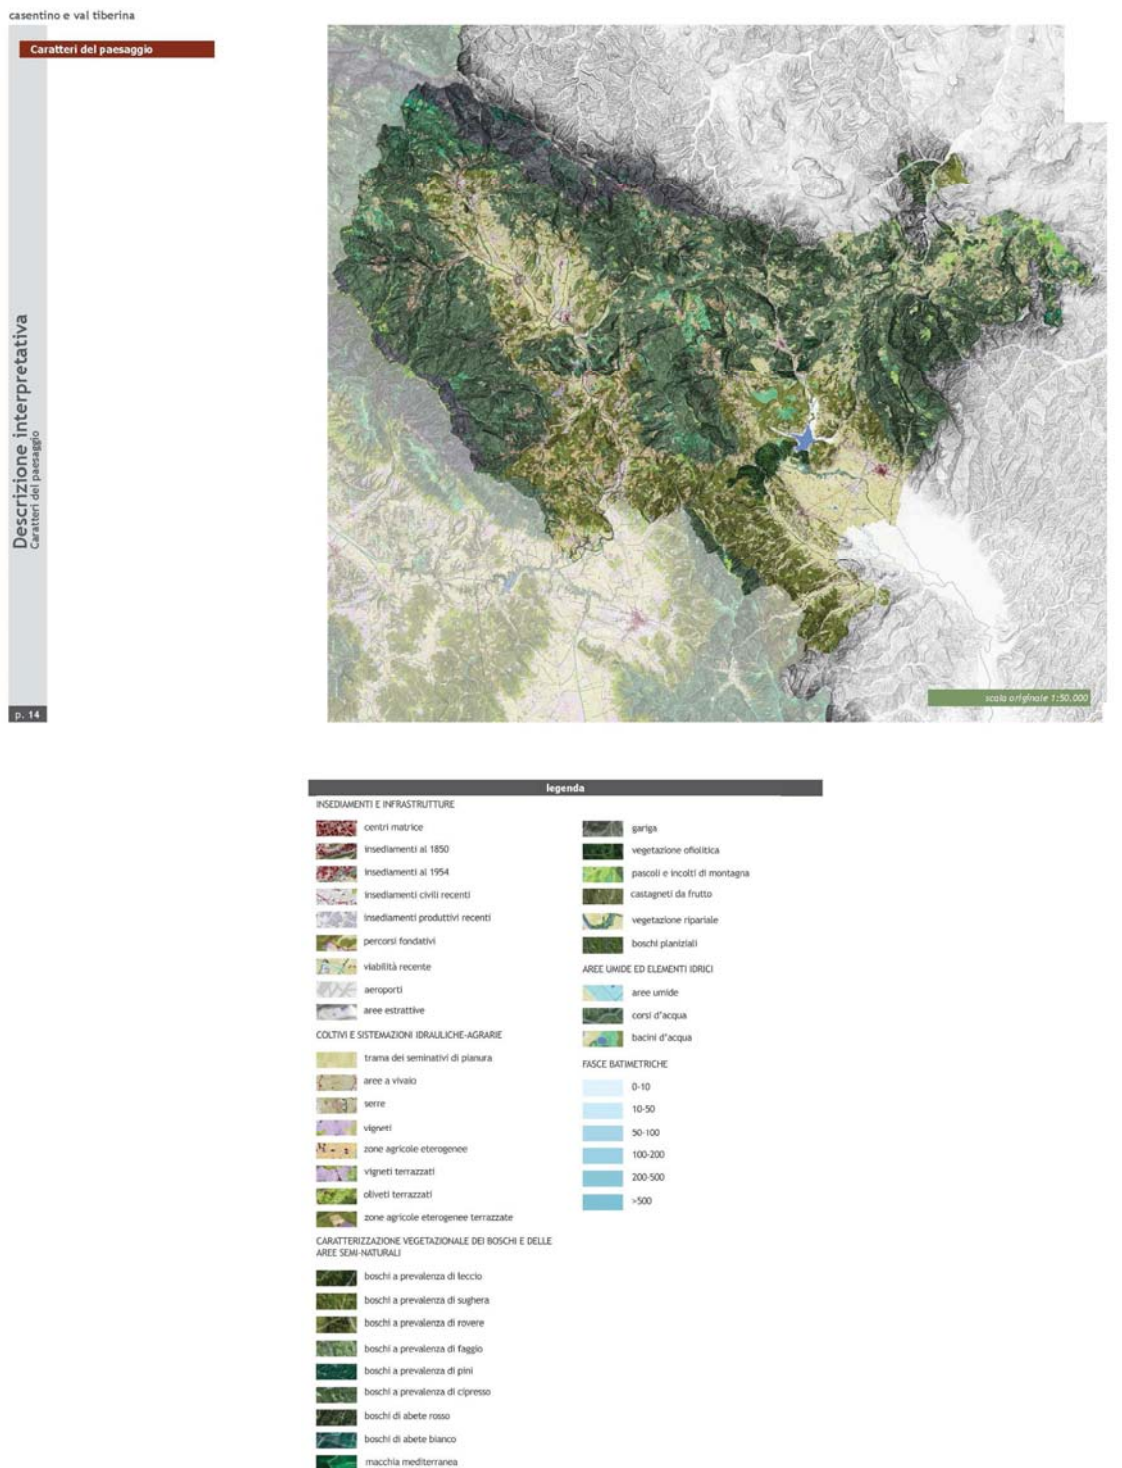 casentino e val tiberina
Caratteri del paesaggio
Descrizione interpretativa
Caratteri del paesaggio
p. 14
scala originale 1:50.000
legenda
INSEDIAMENTI E INFRASTRUTTURE
centri matrice
insediamenti al 1850
insediamenti al 1954
insediamenti civili recenti
insediamenti produttivi recenti
percorsi fondativi
viabilità recente
aeroporti
aree estrattive
COLTIVI E SISTEMAZIONI IDRAULICHE-AGRARIE
trama dei seminativi di pianura
aree a vivaio
serre
vigneti
zone agricole eterogenee
vigneti terrazzati
oliveti terrazzati
zone agricole eterogenee terrazzate
CARATTERIZZAZIONE VEGETAZIONALE DEI BOSCHI E DELLE
AREE SEMI-NATURALI
boschi a prevalenza di leccio
boschi a prevalenza di sughera
boschi a prevalenza di rovere
boschi a prevalenza di faggio
boschi a prevalenza di pini
boschi a prevalenza di cipresso
boschi di abete rosso
boschi di abete bianco
macchia mediterranea
gariga
vegetazione ofiolitica
pascoli e incolti di montagna
castagneti da frutto
vegetazione ripariale
boschi planiziali
AREE UMIDE ED ELEMENTI IDRICI
aree umide
corsi d'acqua
bacini d'acqua
FASCE BATIMETRICHE
0-10
10-50
50-100
100-200
200-500
>500